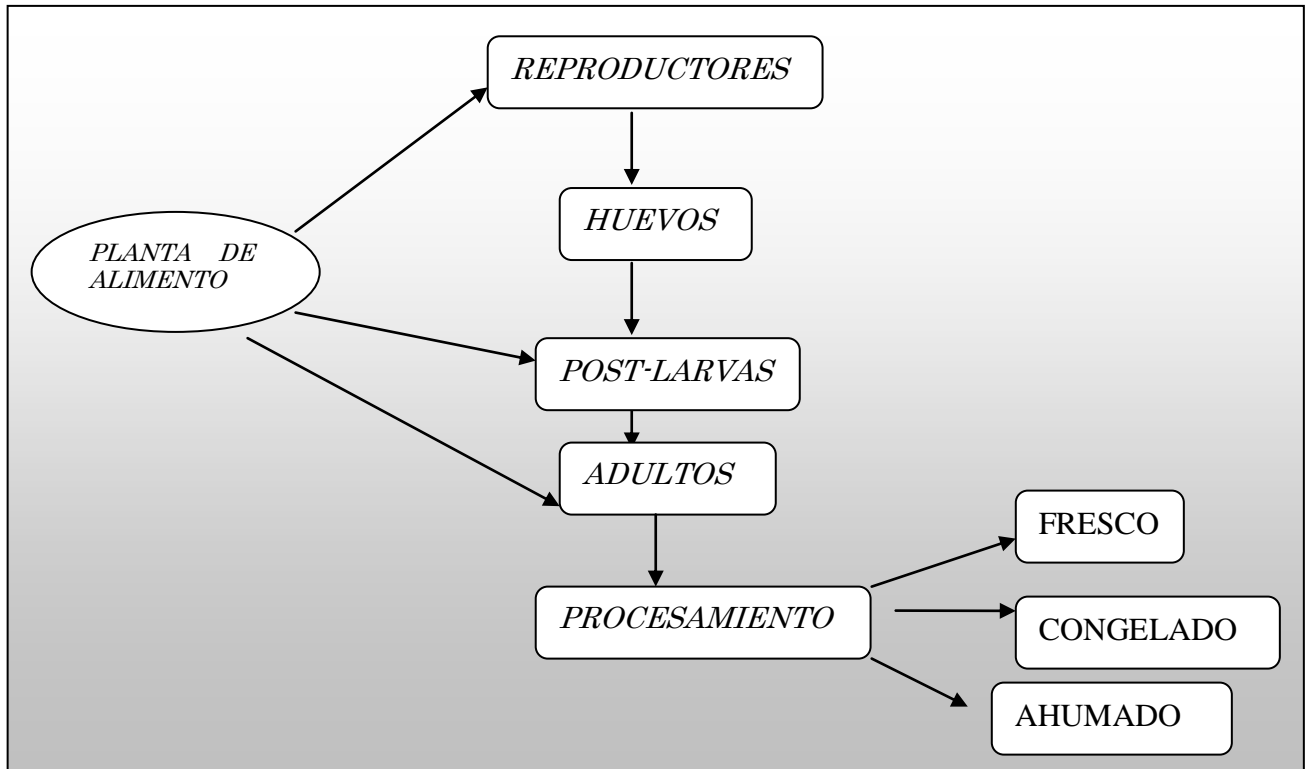 REPRODUCTORES
HUEVOS
PLANTA DE
ALIMENTO
POST-LARVAS
ADULTOS
FRESCO
PROCESAMIENTO
CONGELADO
AHUMADO